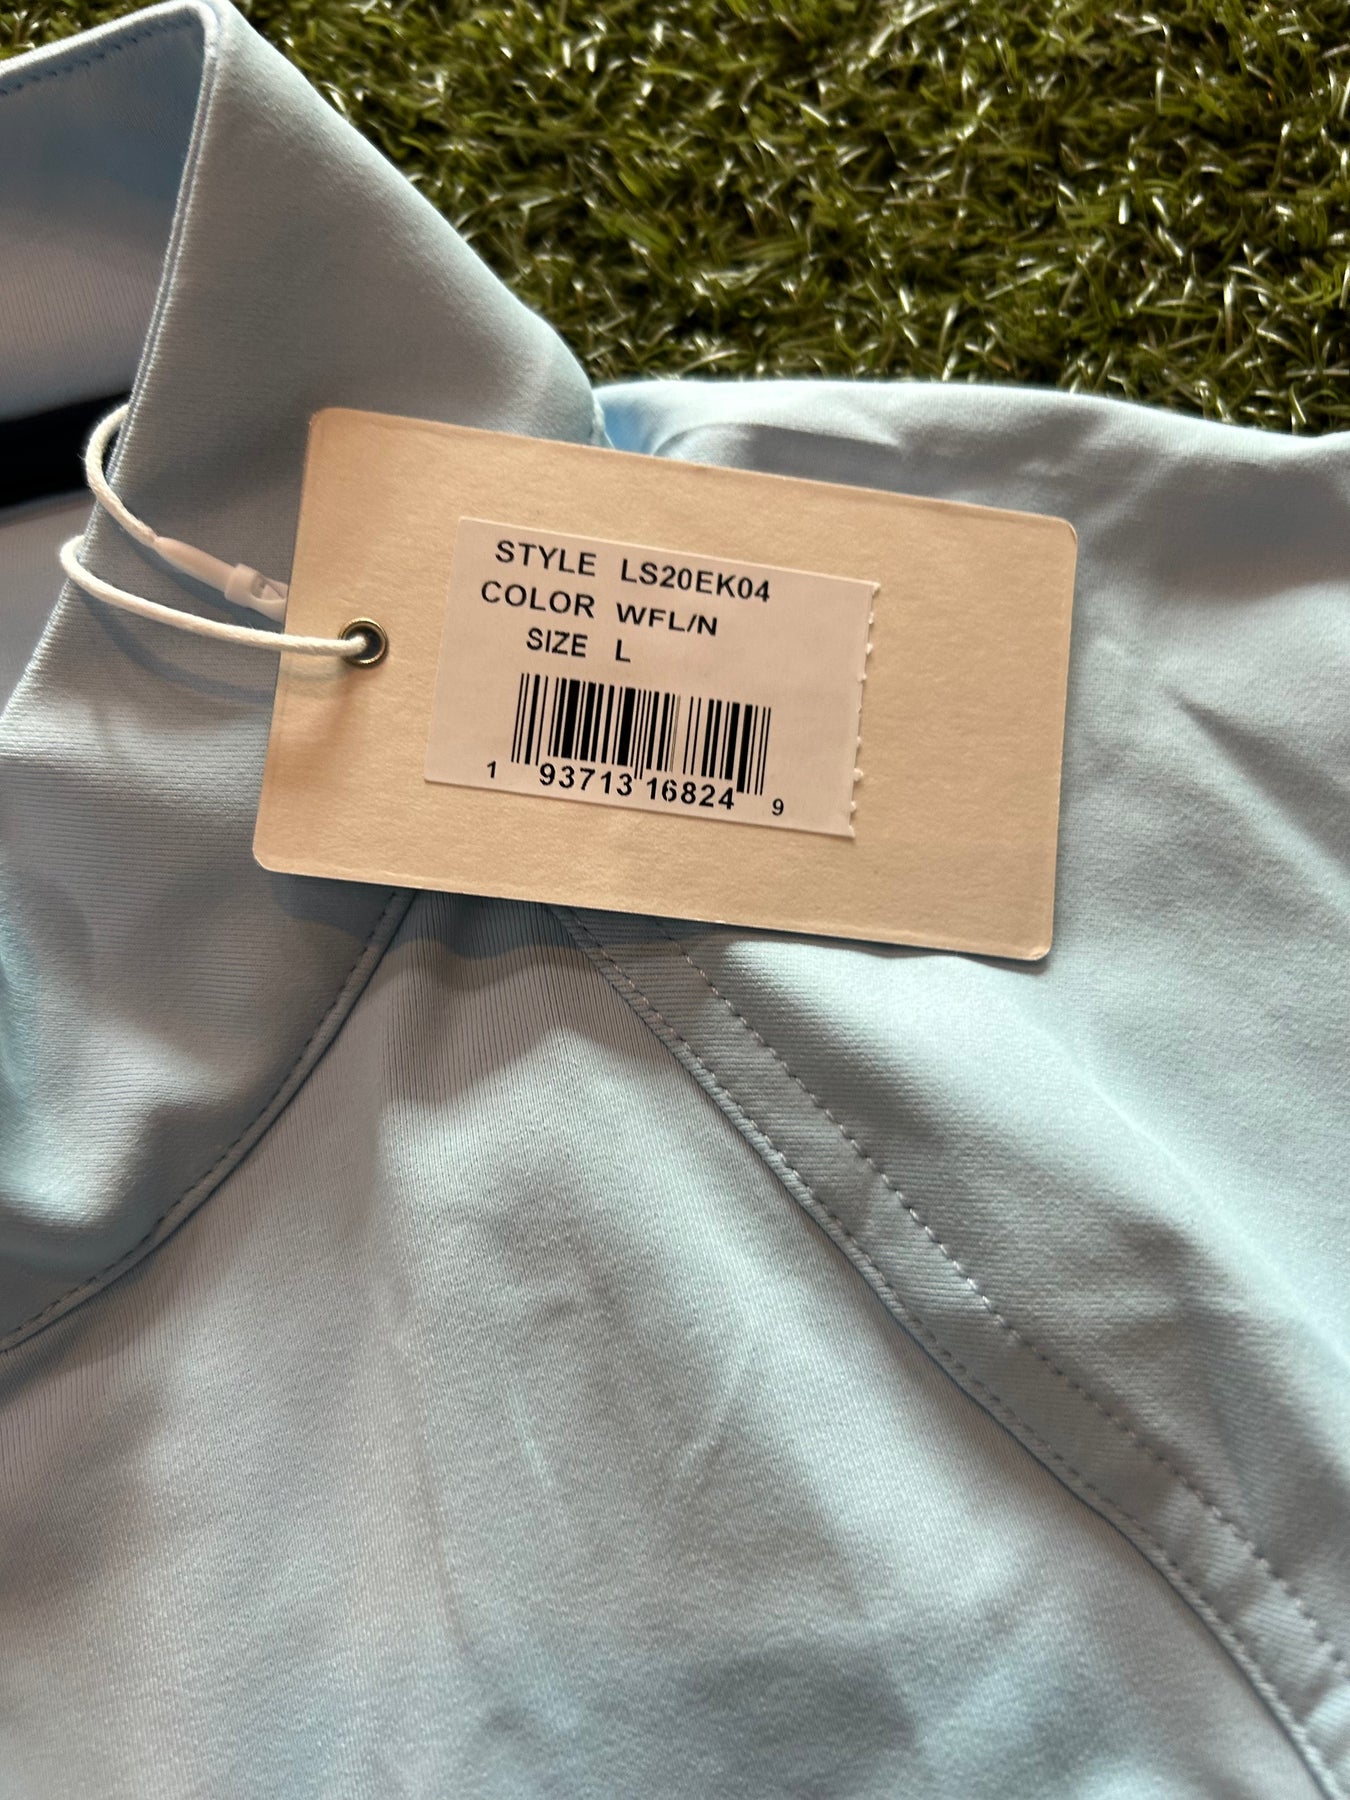 STYLE LS20EK04
COLOR WFL/N
SIZE L
1 93713 16824 9